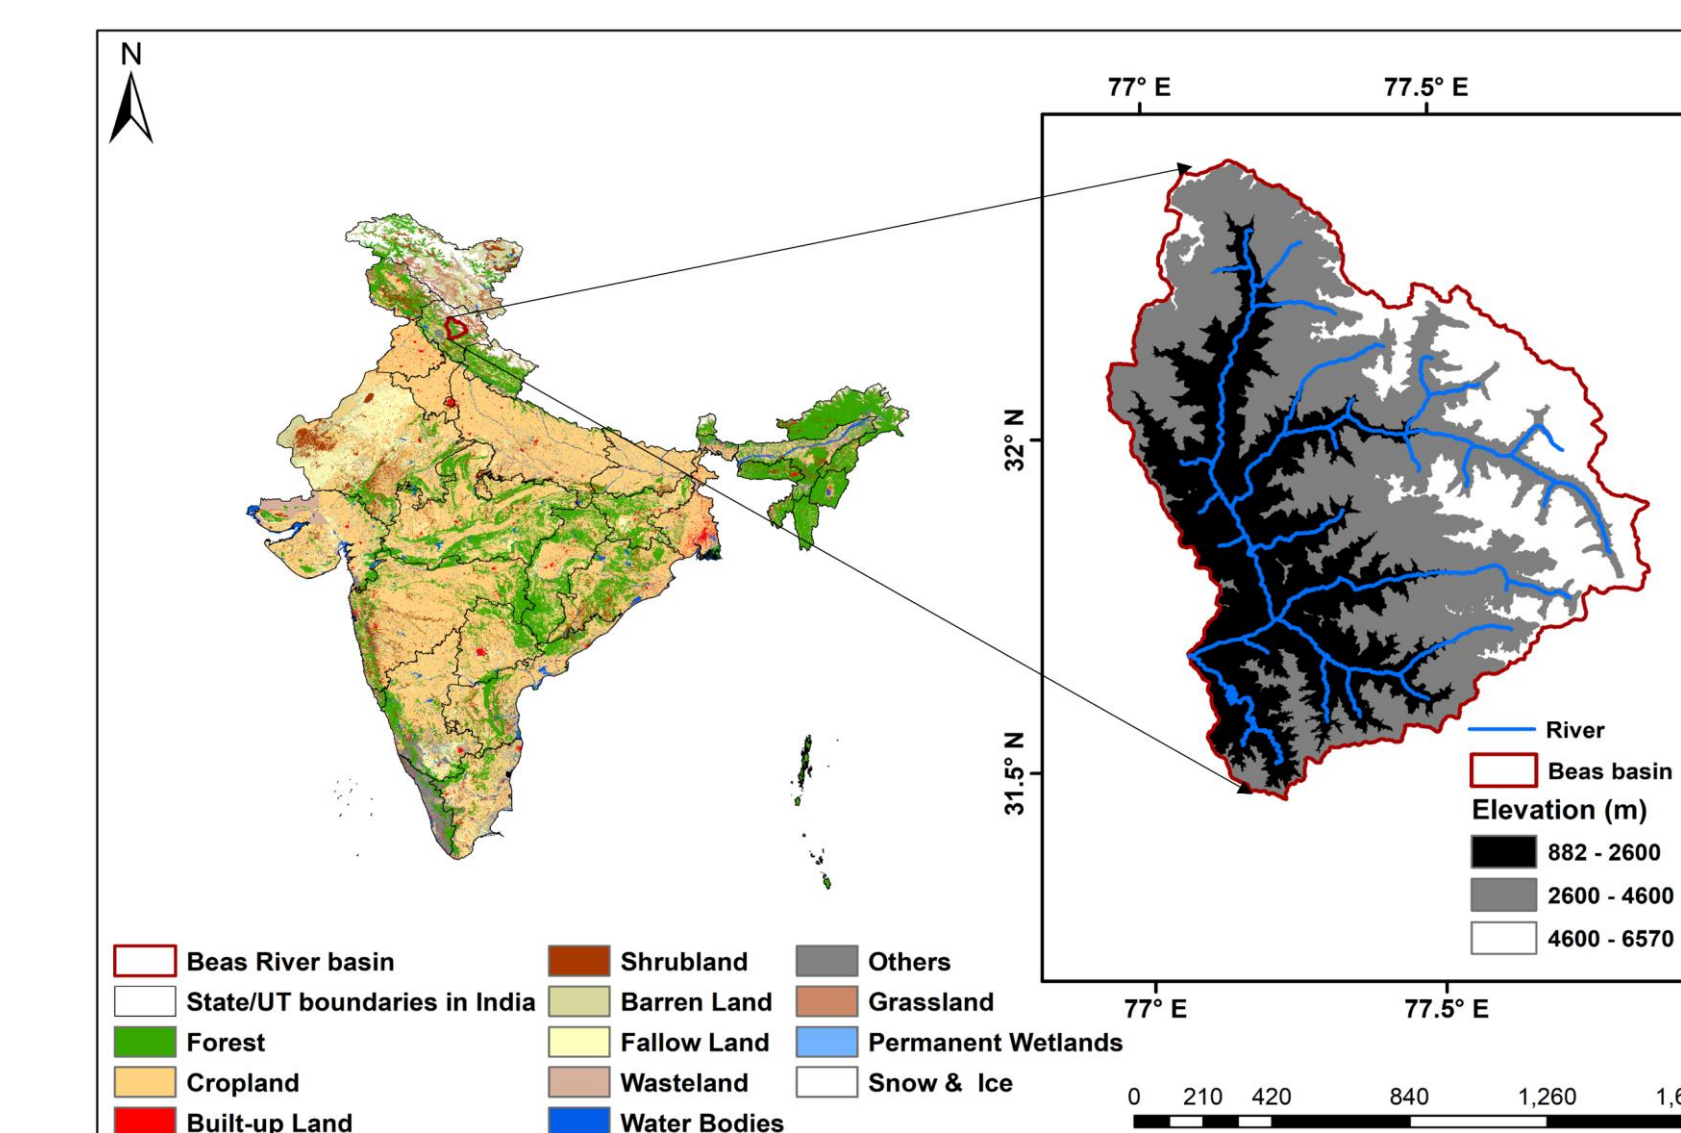 N
77° E 77.5° E
32° N
31.5° N
River
Beas basin
Elevation (m)
882 - 2600
2600 - 4600
4600 - 6570
77° E 77.5° E
Beas River basin
State/UT boundaries in India
Forest
Cropland
Built-up Land
Shrubland
Barren Land
Fallow Land
Wasteland
Water Bodies
Others
Grassland
Permanent Wetlands
Snow & Ice
0 210 420 840 1,260